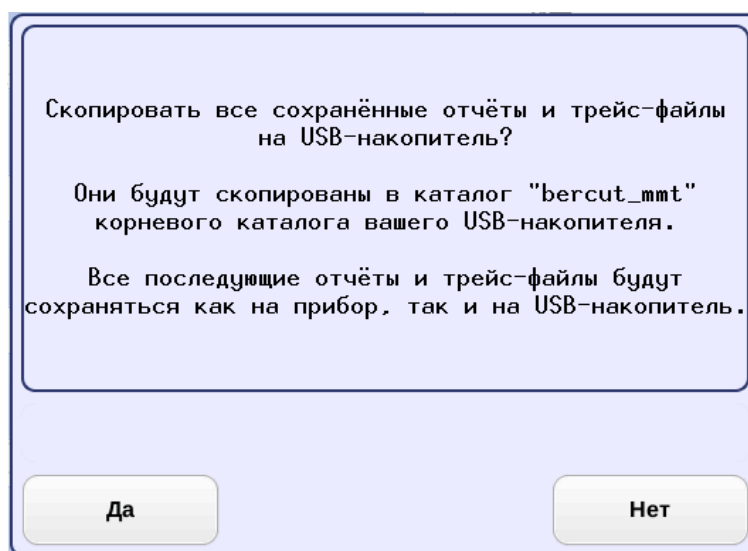 Скопировать все сохранённые отчёты и трейс-файлы
на USB-накопитель?
Они будут скопированы в каталог "bercut_mmt"
корневого каталога вашего USB-накопителя.
Все последующие отчёты и трейс-файлы будут
сохраняться как на прибор, так и на USB-накопитель.
Да
Нет